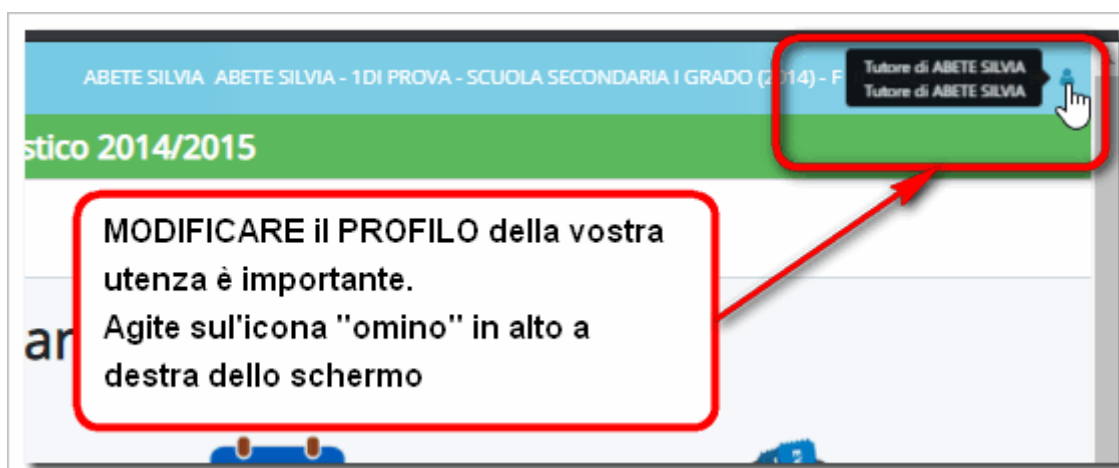 ABETE SILVIA ABETE SILVIA - 1DI PROVA - SCUOLA SECONDARIA I GRADO (2014) - F
Tutore di ABETE SILVIA
Tutore di ABETE SILVIA
stico 2014/2015
MODIFICARE il PROFILO della vostra
utenza è importante.
Agite sul'icona "omino" in alto a
destra dello schermo
ar